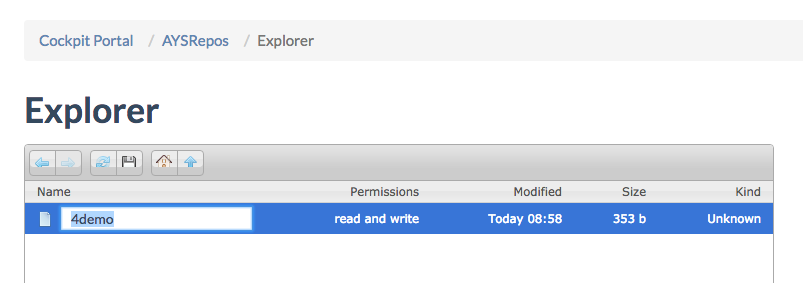 Cockpit Portal / AYSRepos / Explorer
Explorer
Name Permissions Modified Size Kind
4demo read and write Today 08:58 353 b Unknown